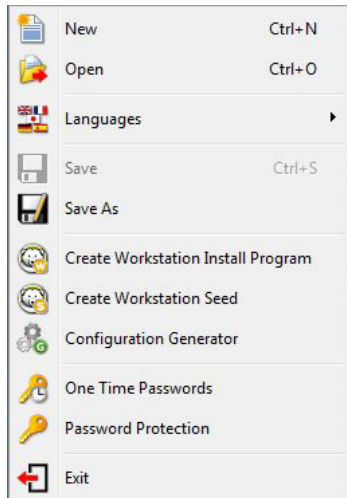 New Ctrl+N
Open Ctrl+O
Languages
Save Ctrl+S
Save As
Create Workstation Install Program
Create Workstation Seed
Configuration Generator
One Time Passwords
Password Protection
Exit